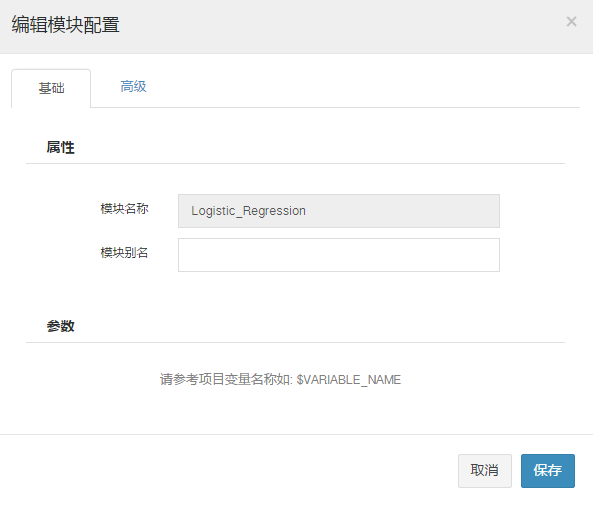 编辑模块配置
×
基础
高级
属性
模块名称
Logistic_Regression
模块别名
参数
请参考项目变量名称如: $VARIABLE_NAME
取消
保存